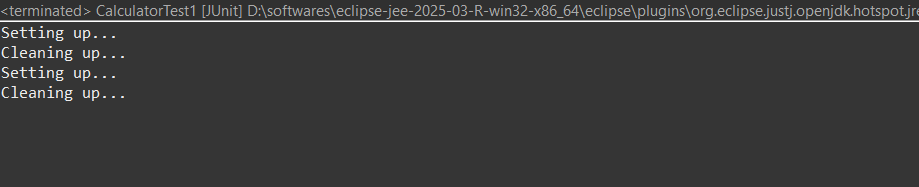 <terminated> CalculatorTest1 [JUnit] D:\softwares\eclipse-jee-2025-03-R-win32-x86_64\eclipse\plugins\org.eclipse.justj.openjdk.hotspot.jre
Setting up...
Cleaning up...
Setting up...
Cleaning up...